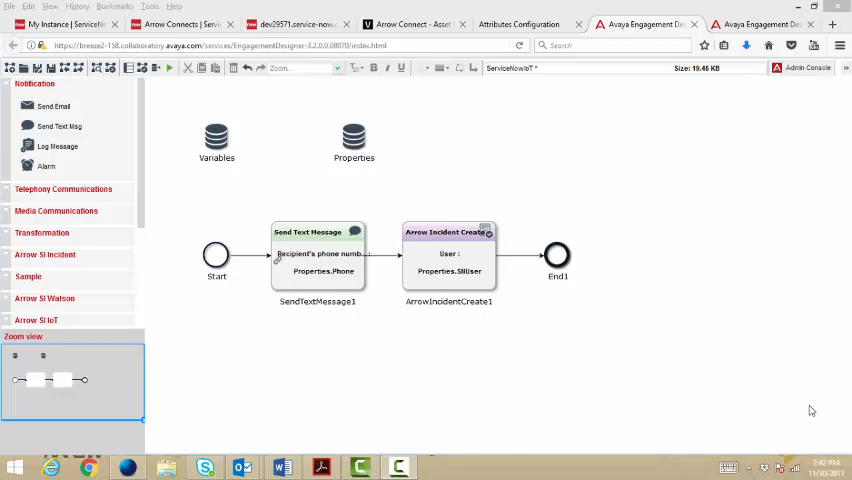 File Edit View History Bookmarks Tools Help
My Instance | ServiceNow
Arrow Connects | Servic
dev29571.service-now.c
Arrow Connect - Asset M
Attributes Configuration
Avaya Engagement Des
Avaya Engagement De
https://breeze2-158.collaboratory.avaya.com/services/EngagementDesigner-3.2.0.0.08070/index.html
Search
Zoom...
B I U
ServiceNowIoT *
Size: 19.45 KB
Admin Console
Notification
Send Email
Send Text Msg
Log Message
Alarm
Telephony Communications
Media Communications
Transformation
Arrow SI Incident
Sample
Arrow SI Watson
Arrow SI IoT
Zoom view
Variables
Properties
Start
Send Text Message
Recipient's phone numb... :
Properties.Phone
SendTextMessage1
Arrow Incident Create
User :
Properties.SNUser
ArrowIncidentCreate1
End1
2:42 PM
11/30/2017